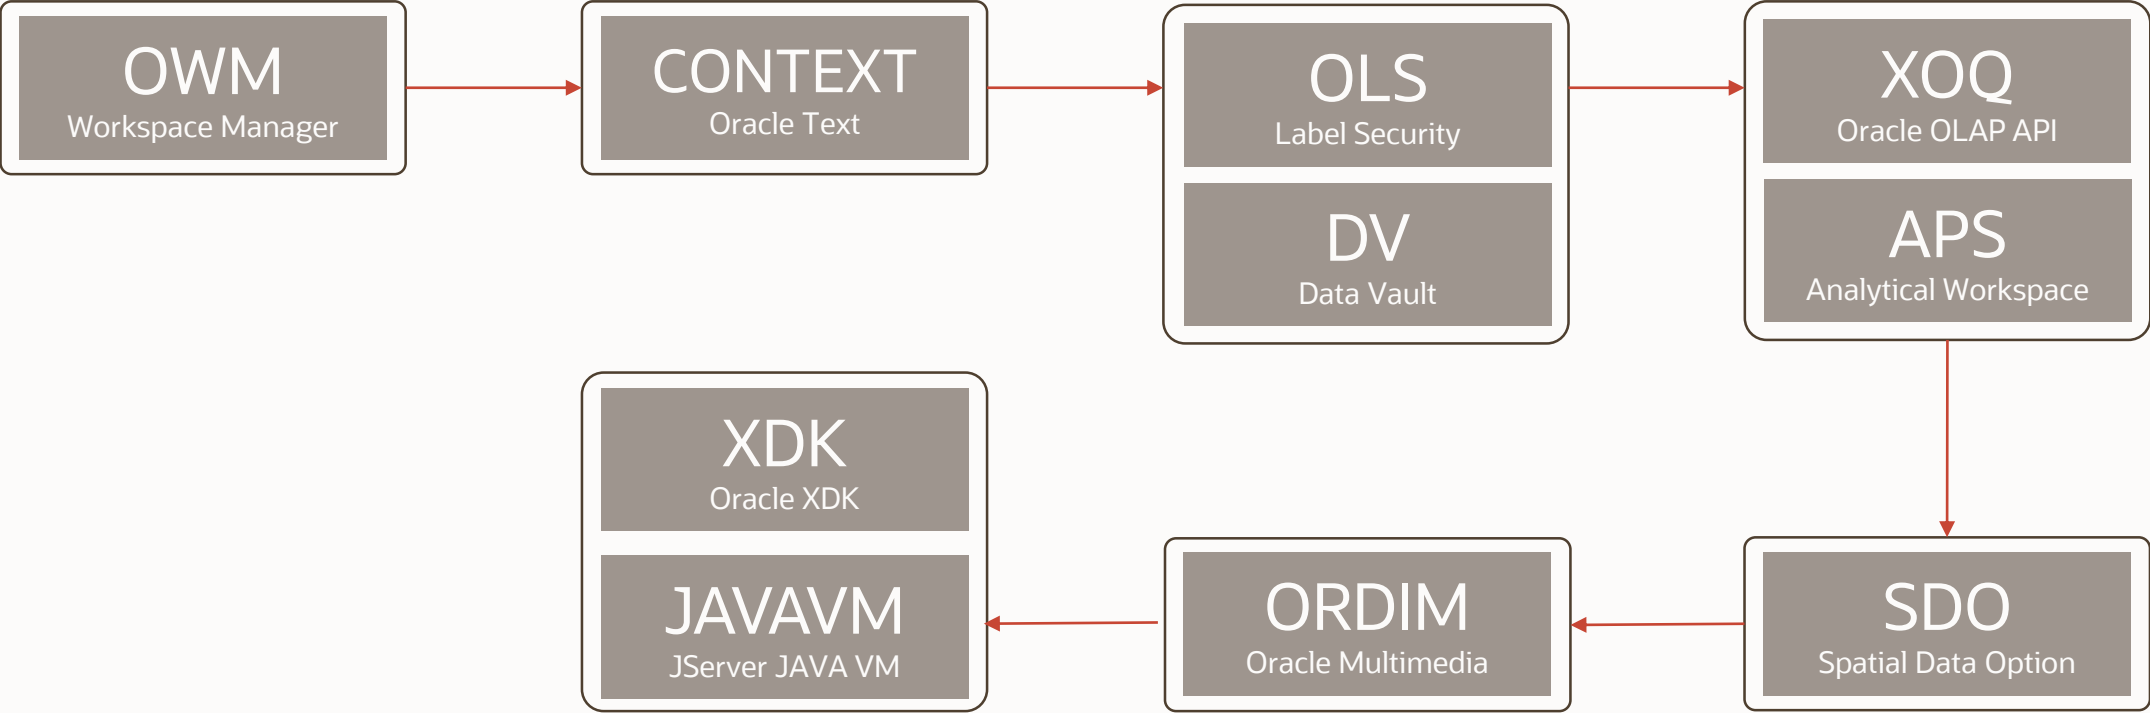 OWM
Workspace Manager
CONTEXT
Oracle Text
OLS
Label Security
DV
Data Vault
XOQ
Oracle OLAP API
APS
Analytical Workspace
SDO
Spatial Data Option
ORDIM
Oracle Multimedia
XDK
Oracle XDK
JAVAVM
JServer JAVA VM